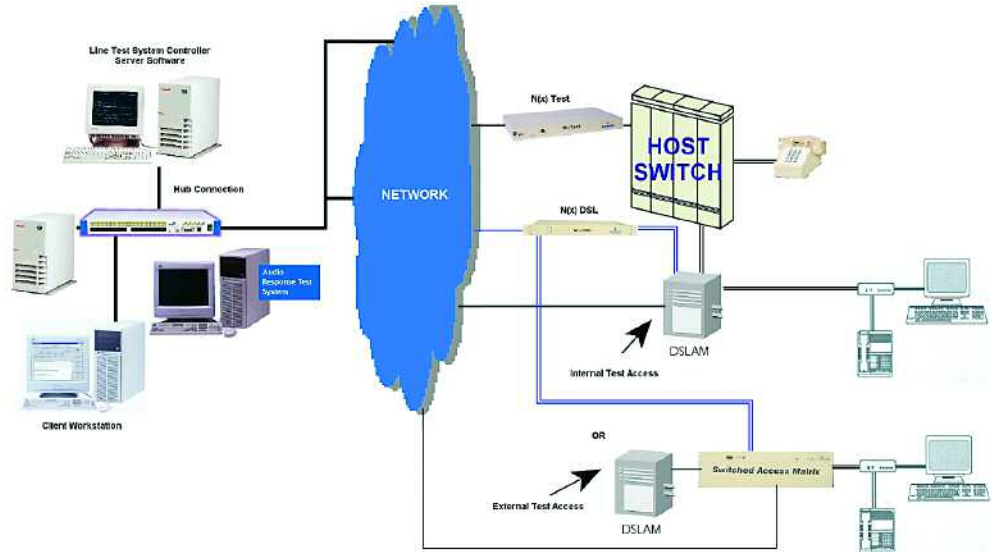 Line Test System Controller
Server Software
Hub Connection
Audio
Response Test
System
Client Workstation
NETWORK
N(x) Test
HOST
SWITCH
N(x) DSL
DSLAM
Internal Test Access
OR
Switched Access Matrix
External Test Access
DSLAM